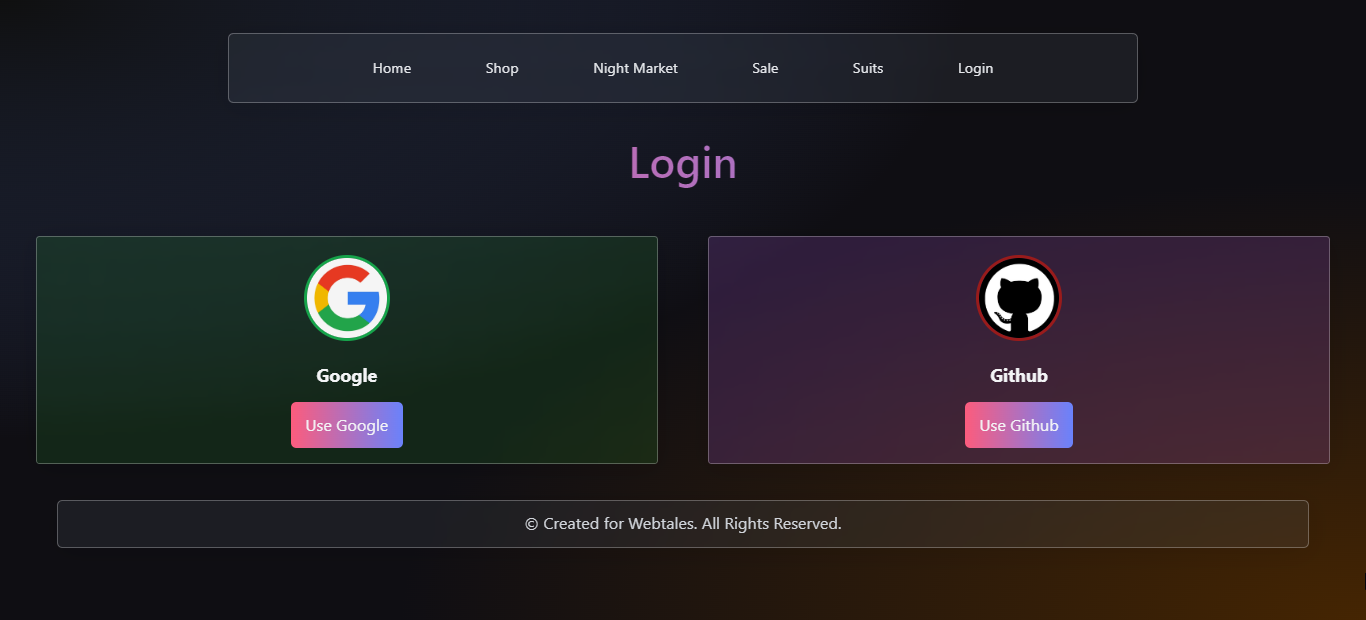 Home Shop Night Market Sale Suits Login
Login
Google
Github
Use Google
Use Github
© Created for Webtales. All Rights Reserved.